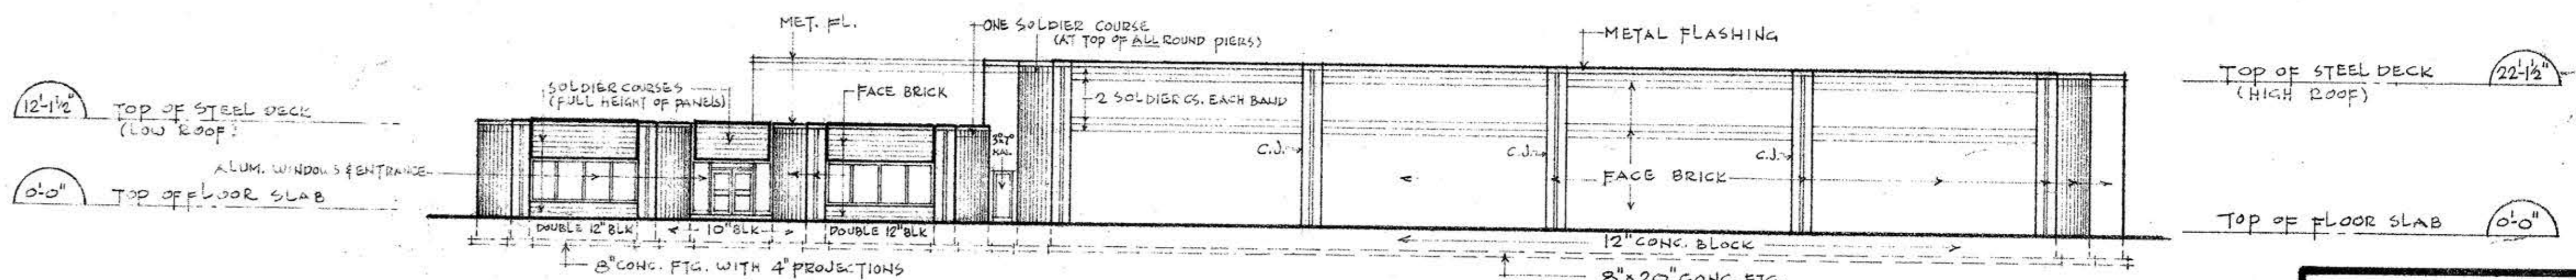 MET. FL.
ONE SOLDIER COURSE
(AT TOP OF ALL ROUND PIERS)
METAL FLASHING
12'-1½"
TOP OF STEEL DECK
(LOW ROOF)
SOLDIER COURSES
(FULL HEIGHT OF PANELS)
FACE BRICK
2 SOLDIER CS. EACH BAND
TOP OF STEEL DECK
(HIGH ROOF)
22'-1½"
C.J.
C.J.
C.J.
ALUM. WINDOWS & ENTRANCE
FACE BRICK
0'-0"
TOP OF FLOOR SLAB
TOP OF FLOOR SLAB
0'-0"
DOUBLE 12" BLK
10" BLK
DOUBLE 12" BLK
12" CONC. BLOCK
8" CONC. FTG. WITH 4" PROJECTIONS
8" x 20" CONC. FTG.